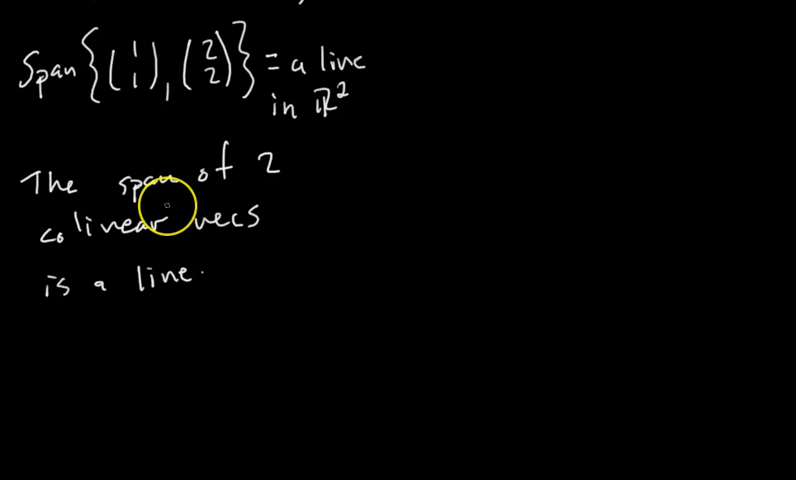 Span{(1 1), (2 2)} = a line
in ℝ²
The span of 2
colinear vecs
is a line.